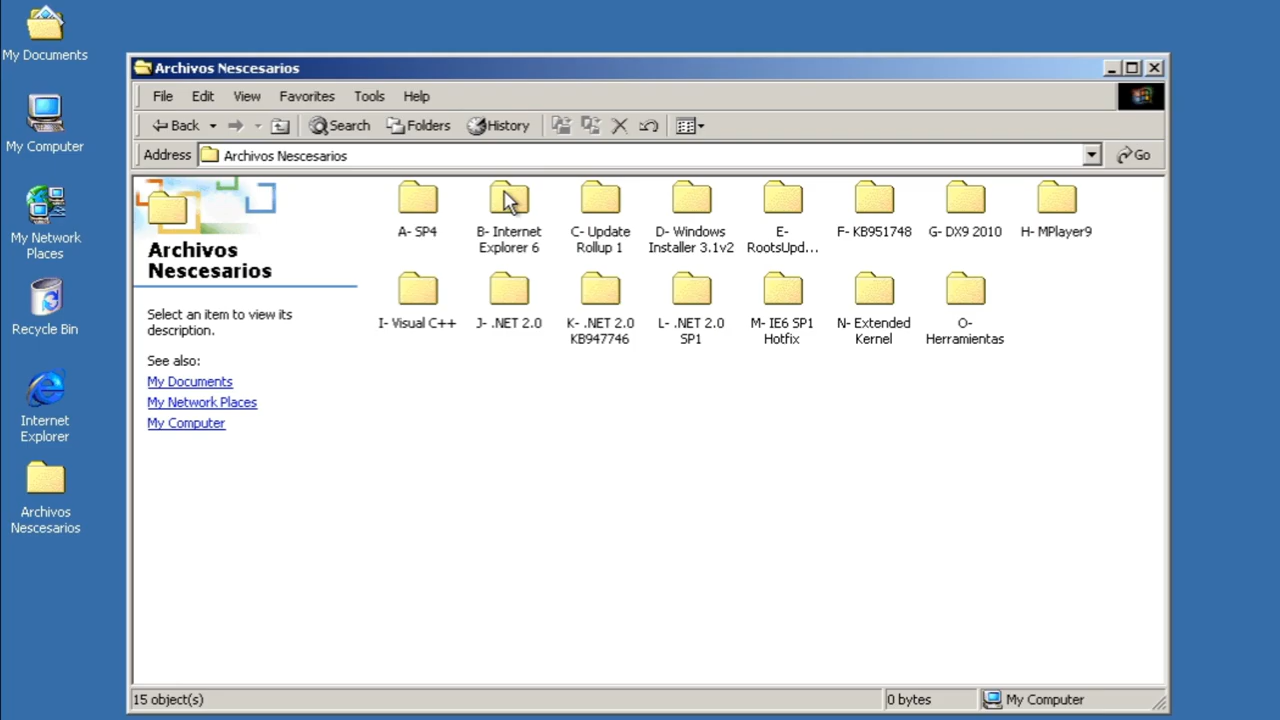 My Documents
My Computer
My Network
Places
Recycle Bin
Internet
Explorer
Archivos
Nescesarios
Archivos Nescesarios
File Edit View Favorites Tools Help
Back Search Folders History
Address Archivos Nescesarios Go
Archivos
Nescesarios
Select an item to view its
description.
See also:
My Documents
My Network Places
My Computer
A- SP4
B- Internet
Explorer 6
C- Update
Rollup 1
D- Windows
Installer 3.1v2
E-
RootsUpd...
F- KB951748
G- DX9 2010
H- MPlayer9
I- Visual C++
J- .NET 2.0
K- .NET 2.0
KB947746
L- .NET 2.0
SP1
M- IE6 SP1
Hotfix
N- Extended
Kernel
O-
Herramientas
15 object(s) 0 bytes My Computer